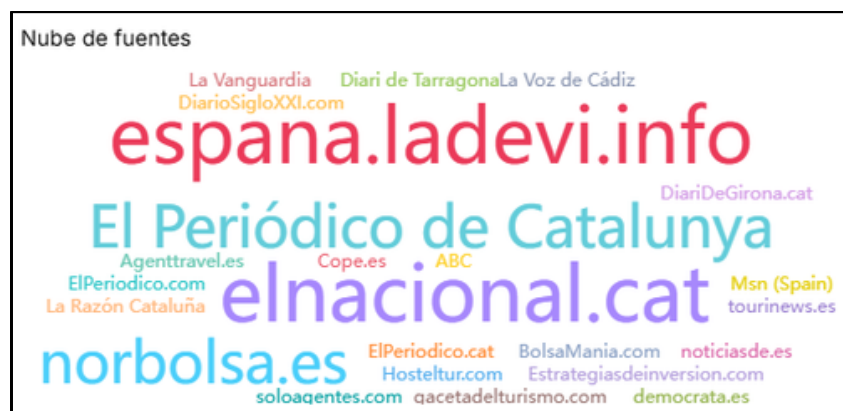 Nube de fuentes
La Vanguardia Diari de Tarragona La Voz de Cádiz
DiarioSigloXXI.com
espana.ladevi.info
DiariDeGirona.cat
El Periódico de Catalunya
Agenttravel.es Cope.es ABC
ElPeriodico.com elnacional.cat Msn (Spain)
La Razón Cataluña tourinews.es
norbolsa.es ElPeriodico.cat BolsaMania.com noticiasde.es
Hosteltur.com Estrategiasdeinversion.com
soloagentes.com gacetadelturismo.com democrata.es